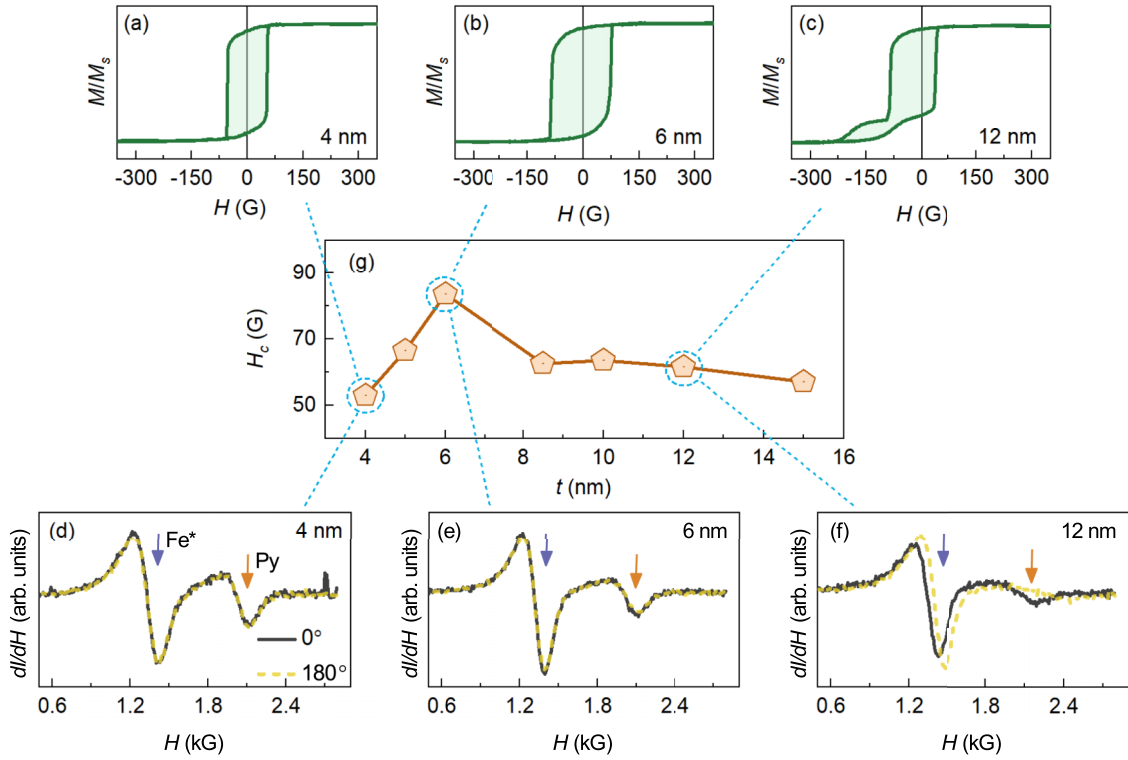 (a)
M/Ms
4 nm
-300 -150 0 150 300
H (G)
(b)
M/Ms
6 nm
-300 -150 0 150 300
H (G)
(c)
M/Ms
12 nm
-300 -150 0 150 300
H (G)
(g)
Hc (G)
90
70
50
4 6 8 10 12 14 16
t (nm)
(d)
4 nm
Fe*
Py
0°
180°
dI/dH (arb. units)
0.6 1.2 1.8 2.4
H (kG)
(e)
6 nm
dI/dH (arb. units)
0.6 1.2 1.8 2.4
H (kG)
(f)
12 nm
dI/dH (arb. units)
0.6 1.2 1.8 2.4
H (kG)